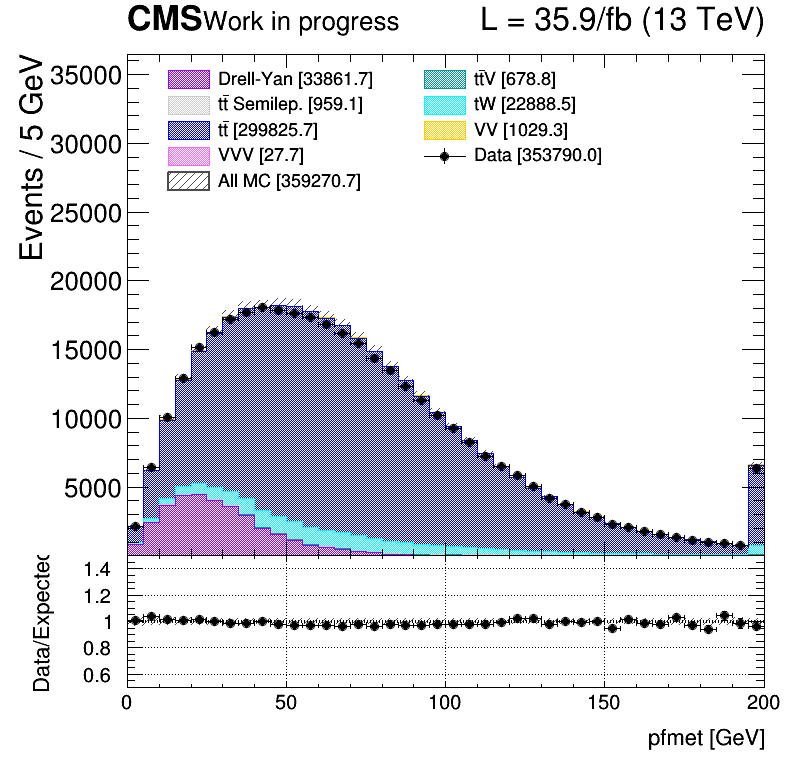 CMS Work in progress L = 35.9/fb (13 TeV)
Events / 5 GeV
35000
30000
25000
20000
15000
10000
5000
Drell-Yan [33861.7]
tt̄ Semilep. [959.1]
tt̄ [299825.7]
VVV [27.7]
All MC [359270.7]
tt̄V [678.8]
tW [22888.5]
VV [1029.3]
Data [353790.0]
Data/Expected
1.4
1.2
1
0.8
0.6
0 50 100 150 200
pfmet [GeV]